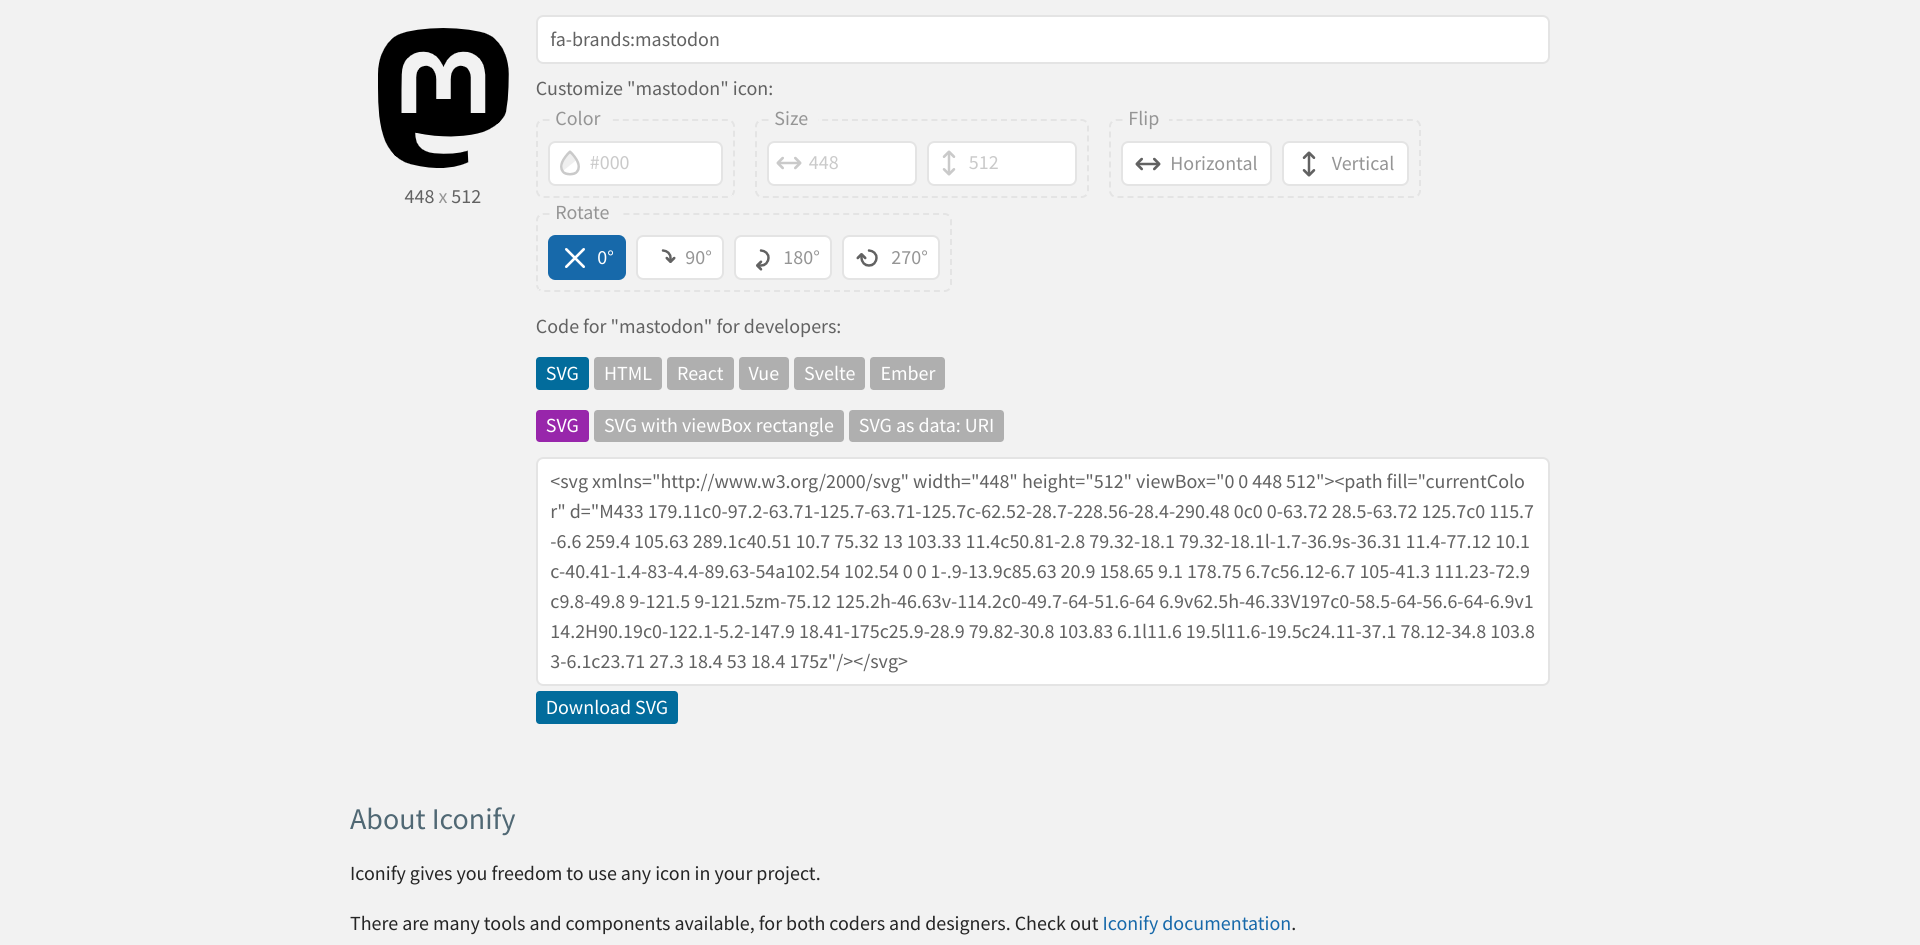 fa-brands:mastodon
448 x 512
Customize "mastodon" icon:
Color
#000
Size
448
512
Flip
Horizontal
Vertical
Rotate
0°
90°
180°
270°
Code for "mastodon" for developers:
SVG HTML React Vue Svelte Ember
SVG SVG with viewBox rectangle SVG as data: URI
<svg xmlns="http://www.w3.org/2000/svg" width="448" height="512" viewBox="0 0 448 512"><path fill="currentColo
r" d="M433 179.11c0-97.2-63.71-125.7-63.71-125.7c-62.52-28.7-228.56-28.4-290.48 0c0 0-63.72 28.5-63.72 125.7c0 115.7
-6.6 259.4 105.63 289.1c40.51 10.7 75.32 13 103.33 11.4c50.81-2.8 79.32-18.1 79.32-18.1l-1.7-36.9s-36.31 11.4-77.12 10.1
c-40.41-1.4-83-4.4-89.63-54a102.54 102.54 0 0 1-.9-13.9c85.63 20.9 158.65 9.1 178.75 6.7c56.12-6.7 105-41.3 111.23-72.9
c9.8-49.8 9-121.5 9-121.5zm-75.12 125.2h-46.63v-114.2c0-49.7-64-51.6-64 6.9v62.5h-46.33V197c0-58.5-64-56.6-64-6.9v1
14.2H90.19c0-122.1-5.2-147.9 18.41-175c25.9-28.9 79.82-30.8 103.83 6.1l11.6 19.5l11.6-19.5c24.11-37.1 78.12-34.8 103.8
3-6.1c23.71 27.3 18.4 53 18.4 175z"/></svg>
Download SVG
About Iconify
Iconify gives you freedom to use any icon in your project.
There are many tools and components available, for both coders and designers. Check out Iconify documentation.